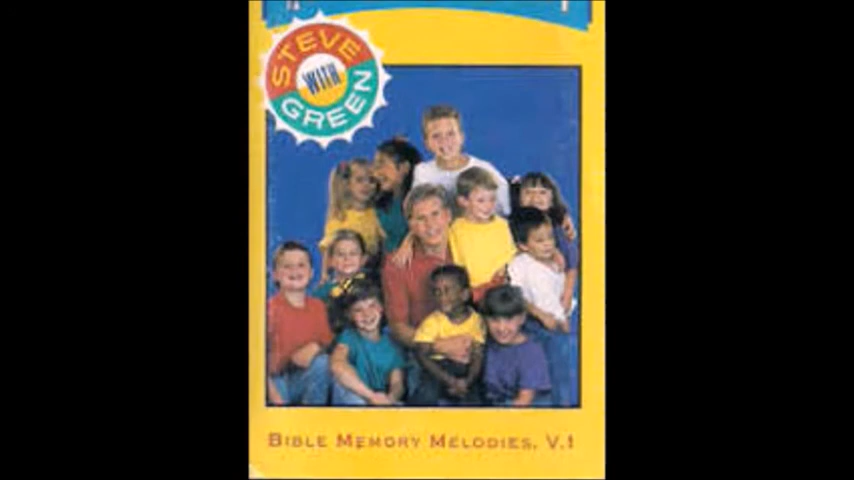 STEVE
WITH
GREEN
BIBLE MEMORY MELODIES, V.1